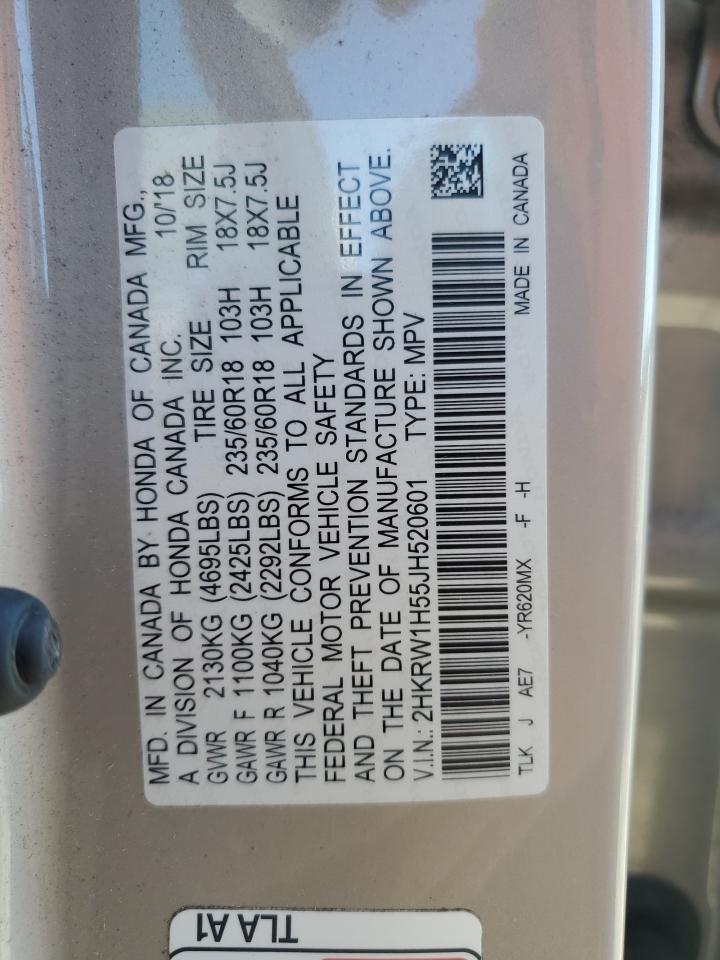 MFD. IN CANADA BY HONDA OF CANADA MFG.,
A DIVISION OF HONDA CANADA INC. 10/18
GVWR 2130KG (4695LBS) TIRE SIZE RIM SIZE
GAWR F 1100KG (2425LBS) 235/60R18 103H 18X7.5J
GAWR R 1040KG (2292LBS) 235/60R18 103H 18X7.5J
THIS VEHICLE CONFORMS TO ALL APPLICABLE
FEDERAL MOTOR VEHICLE SAFETY
AND THEFT PREVENTION STANDARDS IN EFFECT
ON THE DATE OF MANUFACTURE SHOWN ABOVE.
V.I.N.: 2HKRW1H55JH520601 TYPE: MPV
TLK J AE7 -YR620MX -F -H MADE IN CANADA
TLA A1